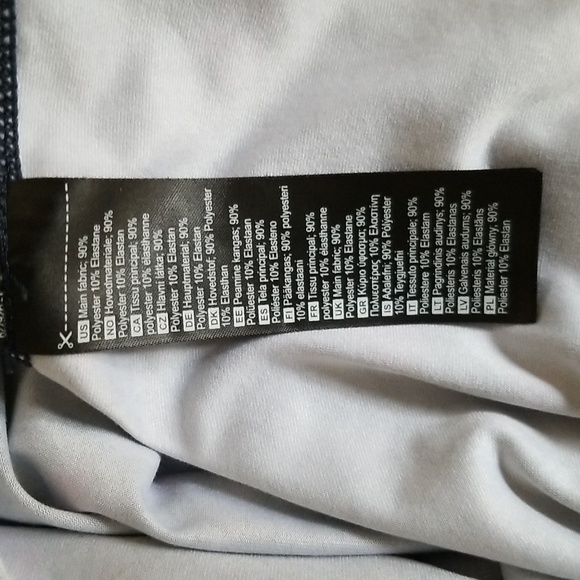 US Main fabric; 90%
Polyester 10% Elastane
NO Hovedmateriale; 90%
Polyester 10% Elastan
CA Tissu principal; 90%
polyester 10% élasthanne
CZ Hlavní látka; 90%
Polyester 10% Elastan
DE Hauptmaterial; 90%
Polyester 10% Elastan
DK Hovedstof; 90% Polyester
10% Elasthan
EE Peamine kangas; 90%
Polüester 10% Elastaan
ES Tela principal; 90%
Poliéster 10% Elasteno
FI Pääkangas; 90% polyesteri
10% elastaani
FR Tissu principal; 90%
polyester 10% élasthanne
UK Main fabric; 90%
Polyester 10% Elastane
GR Κύριο ύφασμα; 90%
Πολυεστέρας 10% Ελαστίνη
IS Aðalefni; 90% Pólýester
10% Teygjuefni
IT Tessuto principale; 90%
Poliestere 10% Elastam
LT Pagrindinis audinys; 90%
Poliesteris 10% Elastanas
LV Galvenais audums; 90%
Poliesteris 10% Elastāns
PL Materiał główny; 90%
Poliester 10% Elastan